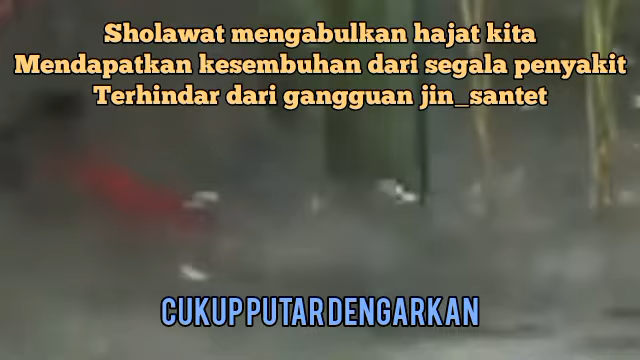 Sholawat mengabulkan hajat kita
Mendapatkan kesembuhan dari segala penyakit
Terhindar dari gangguan jin_santet
CUKUP PUTAR DENGARKAN